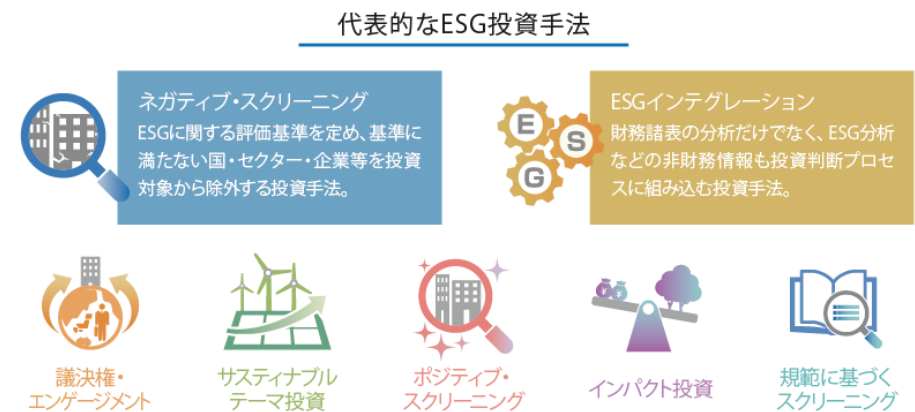 代表的なESG投資手法
ネガティブ・スクリーニング
ESGに関する評価基準を定め、基準に
満たない国・セクター・企業等を投資
対象から除外する投資手法。
E
S
G
ESGインテグレーション
財務諸表の分析だけでなく、ESG分析
などの非財務情報も投資判断プロセ
スに組み込む投資手法。
議決権・
エンゲージメント
サスティナブル
テーマ投資
ポジティブ・
スクリーニング
¥ ¥
インパクト投資
規範に基づく
スクリーニング